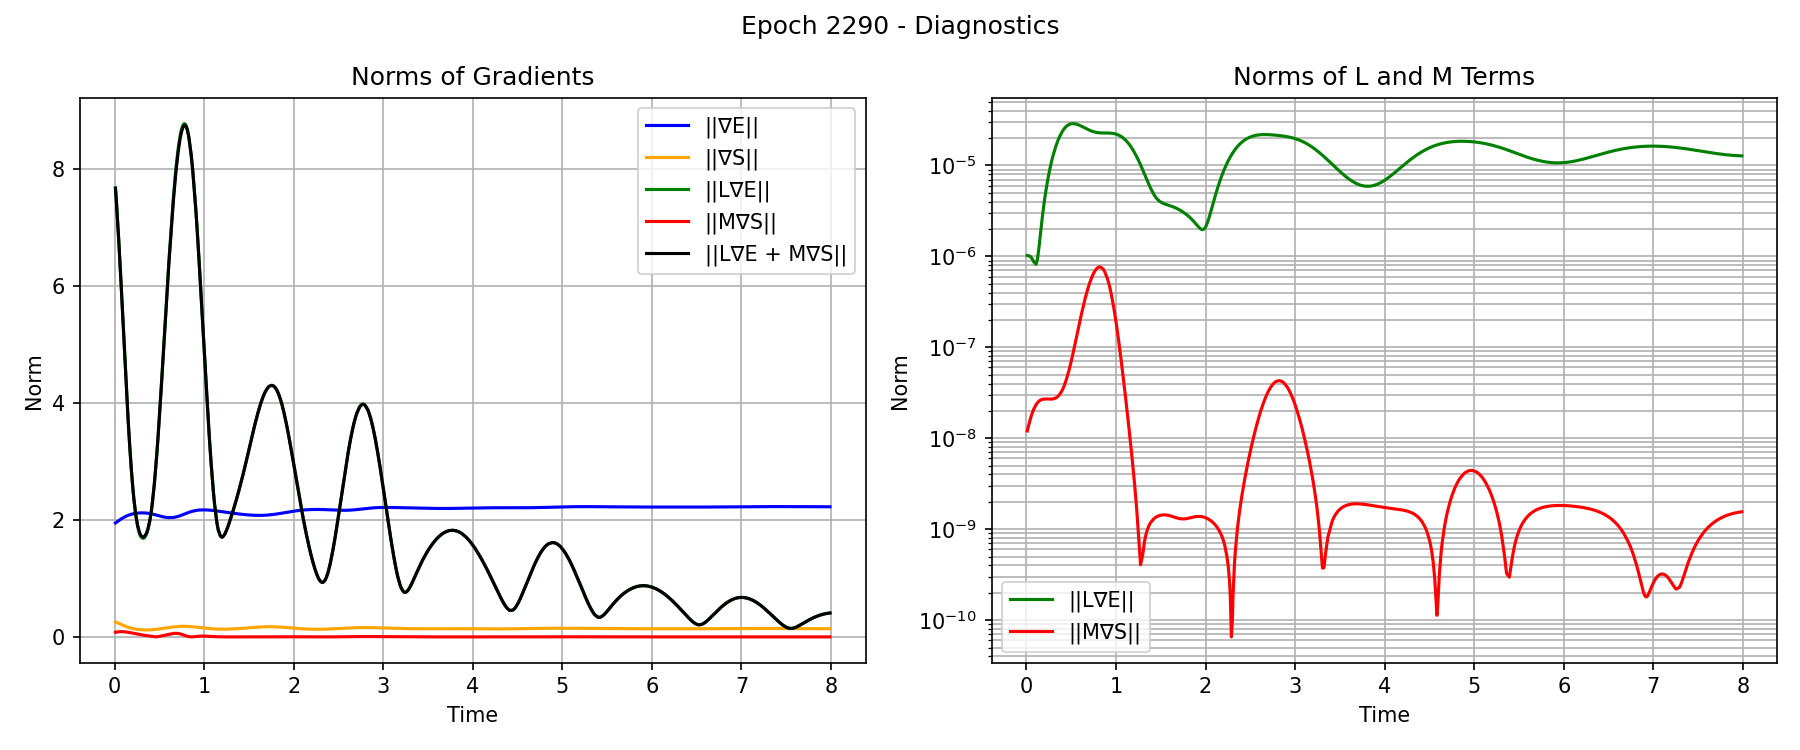 Epoch 2290 - Diagnostics
Norms of Gradients
Norm
8
6
4
2
0
0 1 2 3 4 5 6 7 8
Time
||∇E||
||∇S||
||L∇E||
||M∇S||
||L∇E + M∇S||
Norms of L and M Terms
Norm
10⁻⁵
10⁻⁶
10⁻⁷
10⁻⁸
10⁻⁹
10⁻¹⁰
0 1 2 3 4 5 6 7 8
Time
||L∇E||
||M∇S||